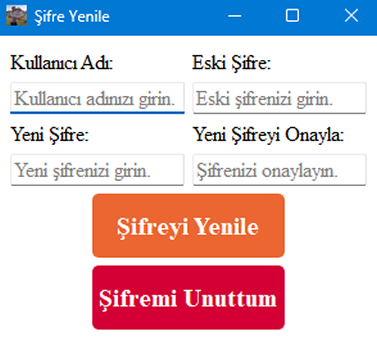 Şifre Yenile
Kullanıcı Adı: Eski Şifre:
Kullanıcı adınızı girin. Eski şifrenizi girin.
Yeni Şifre: Yeni Şifreyi Onayla:
Yeni şifrenizi girin. Şifrenizi onaylayın.
Şifreyi Yenile
Şifremi Unuttum